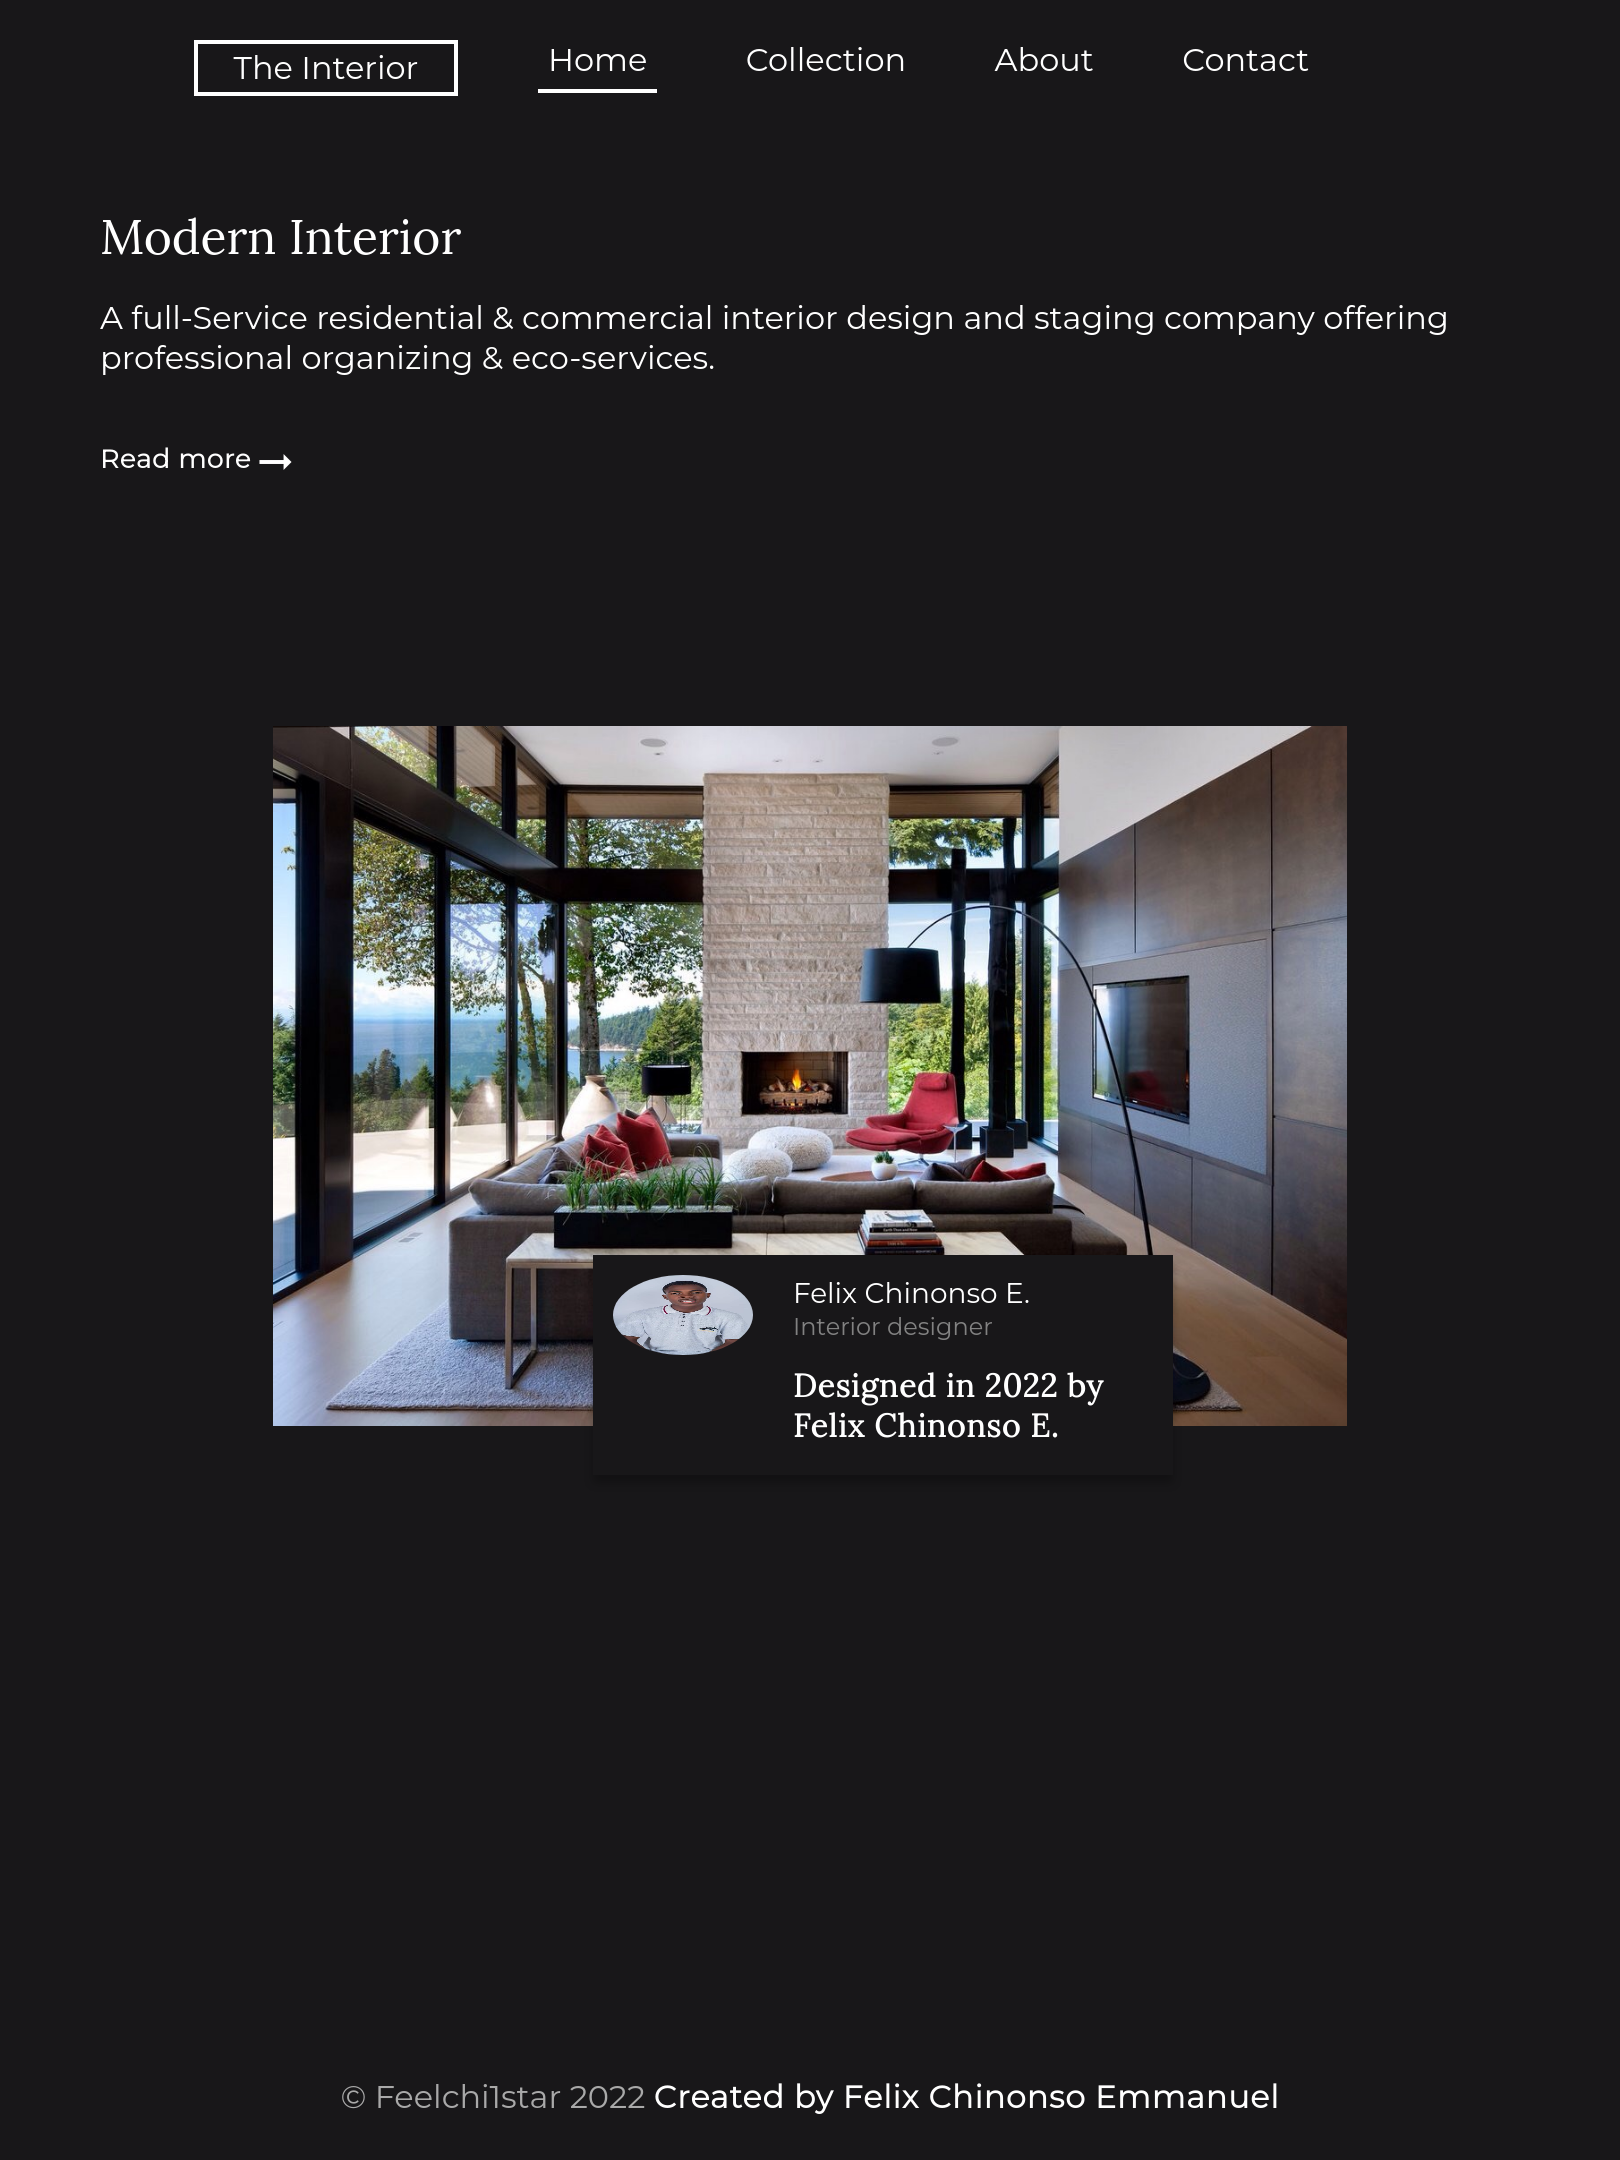 The Interior
Home
Collection
About
Contact
Modern Interior
A full-Service residential & commercial interior design and staging company offering
professional organizing & eco-services.
Read more
Felix Chinonso E.
Interior designer
Designed in 2022 by
Felix Chinonso E.
© Feelchi1star 2022 Created by Felix Chinonso Emmanuel